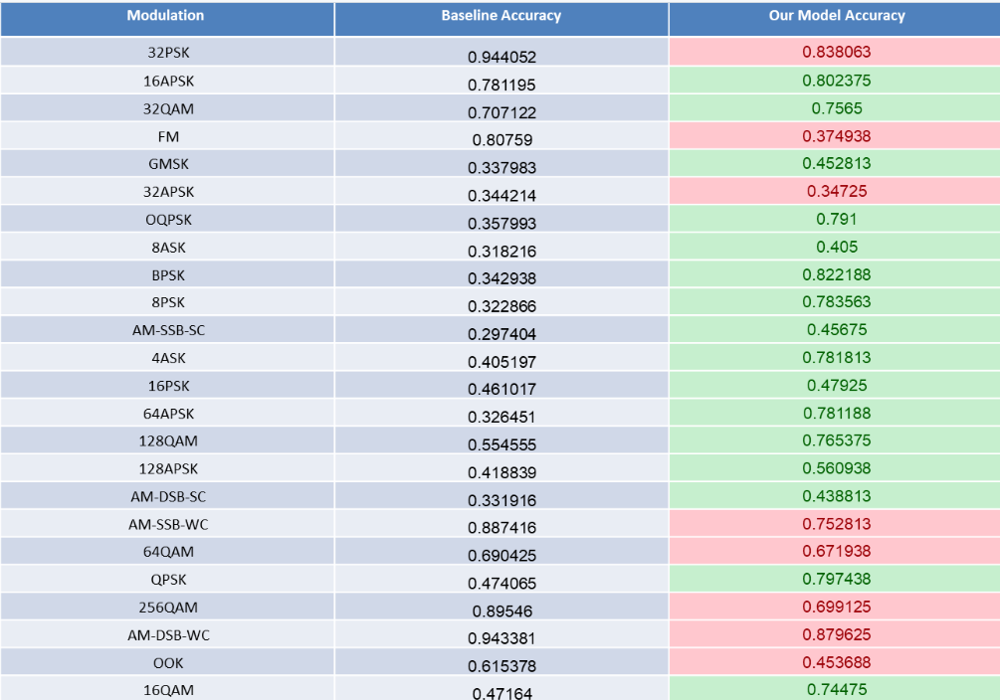 Modulation Baseline Accuracy Our Model Accuracy
32PSK 0.944052 0.838063
16APSK 0.781195 0.802375
32QAM 0.707122 0.7565
FM 0.80759 0.374938
GMSK 0.337983 0.452813
32APSK 0.344214 0.34725
OQPSK 0.357993 0.791
8ASK 0.318216 0.405
BPSK 0.342938 0.822188
8PSK 0.322866 0.783563
AM-SSB-SC 0.297404 0.45675
4ASK 0.405197 0.781813
16PSK 0.461017 0.47925
64APSK 0.326451 0.781188
128QAM 0.554555 0.765375
128APSK 0.418839 0.560938
AM-DSB-SC 0.331916 0.438813
AM-SSB-WC 0.887416 0.752813
64QAM 0.690425 0.671938
QPSK 0.474065 0.797438
256QAM 0.89546 0.699125
AM-DSB-WC 0.943381 0.879625
OOK 0.615378 0.453688
16QAM 0.47164 0.74475